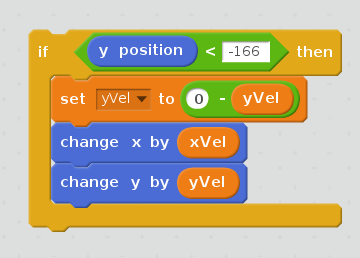 if y position < -166 then
set yVel to 0 - yVel
change x by xVel
change y by yVel